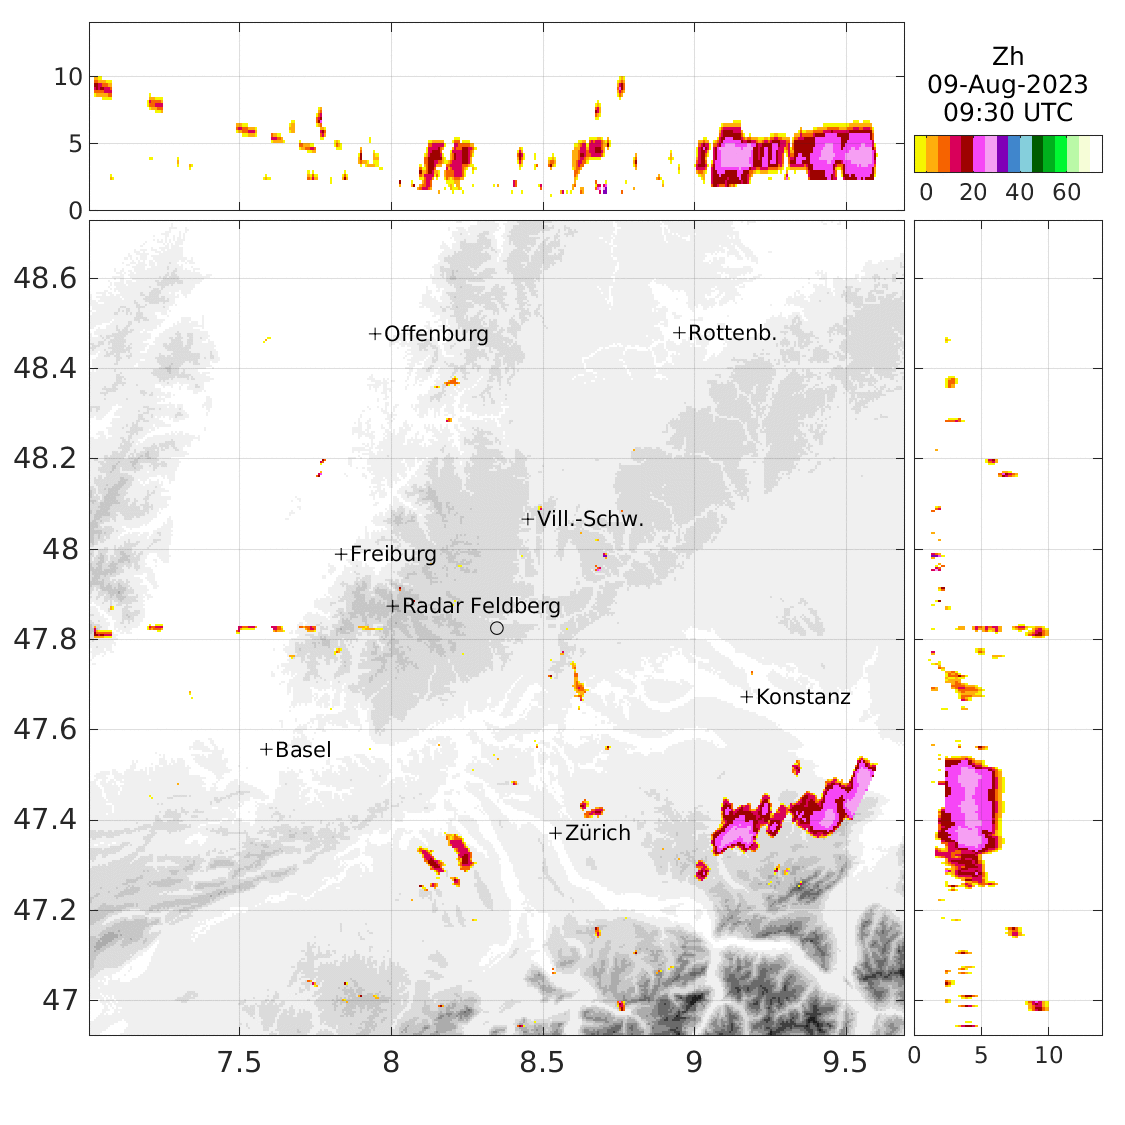 10
5
0
Zh
09-Aug-2023
09:30 UTC
0 20 40 60
48.6
48.4
48.2
48
47.8
47.6
47.4
47.2
47
+Offenburg
+Rottenb.
+Vill.-Schw.
+Freiburg
+Radar Feldberg
+Konstanz
+Basel
+Zürich
7.5 8 8.5 9 9.5
0 5 10